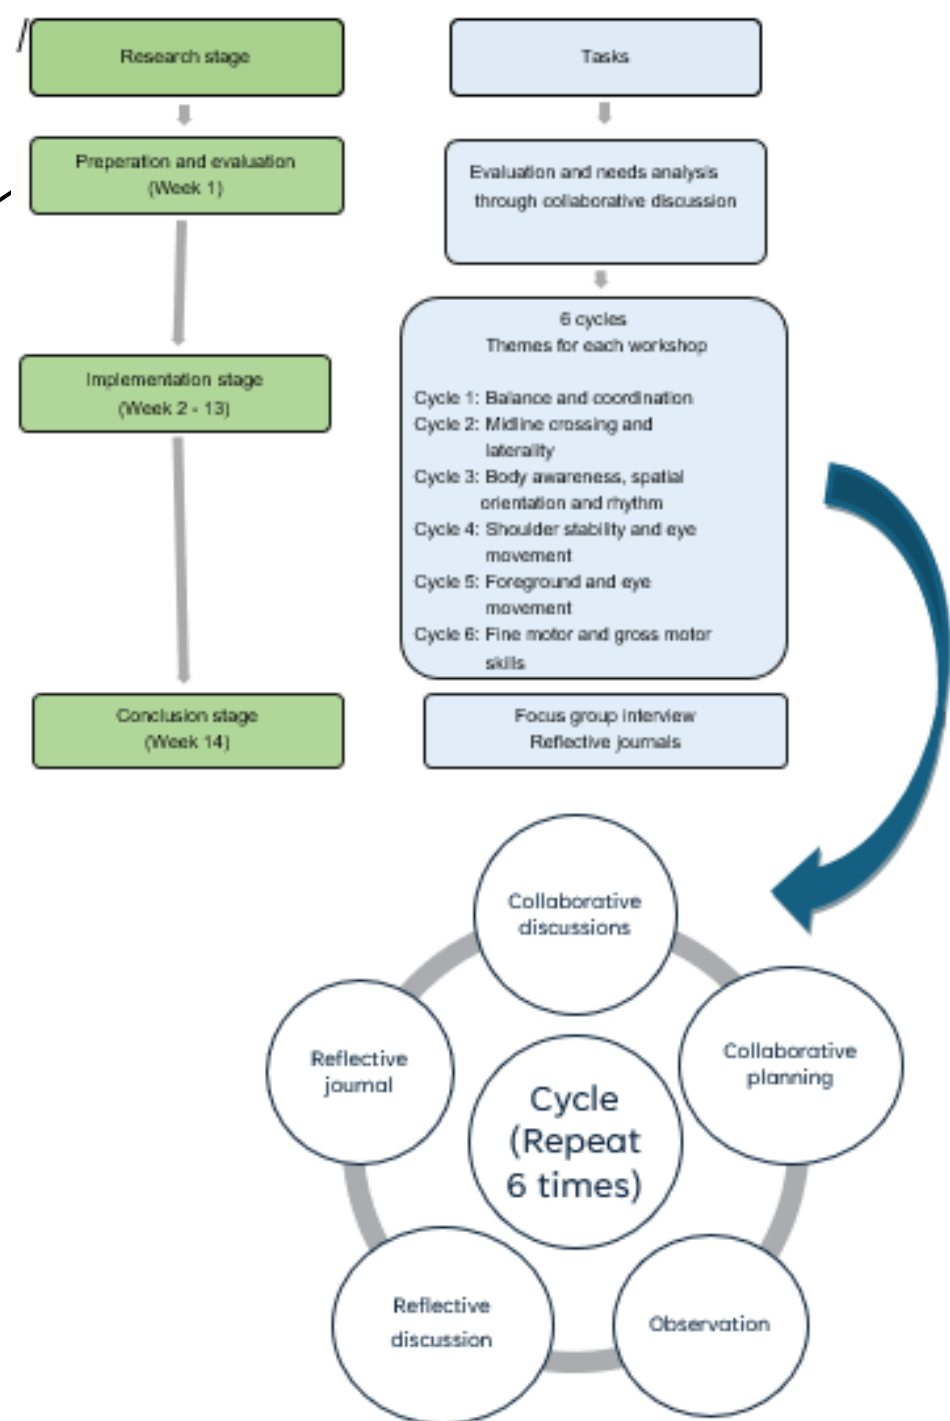 Research stage
Preperation and evaluation
(Week 1)
Implementation stage
(Week 2 - 13)
Conclusion stage
(Week 14)
Tasks
Evaluation and needs analysis
through collaborative discussion
6 cycles
Themes for each workshop
Cycle 1: Balance and coordination
Cycle 2: Midline crossing and
laterality
Cycle 3: Body awareness, spatial
orientation and rhythm
Cycle 4: Shoulder stability and eye
movement
Cycle 5: Foreground and eye
movement
Cycle 6: Fine motor and gross motor
skills
Focus group interview
Reflective journals
Collaborative
discussions
Collaborative
planning
Observation
Reflective
discussion
Reflective
journal
Cycle
(Repeat
6 times)